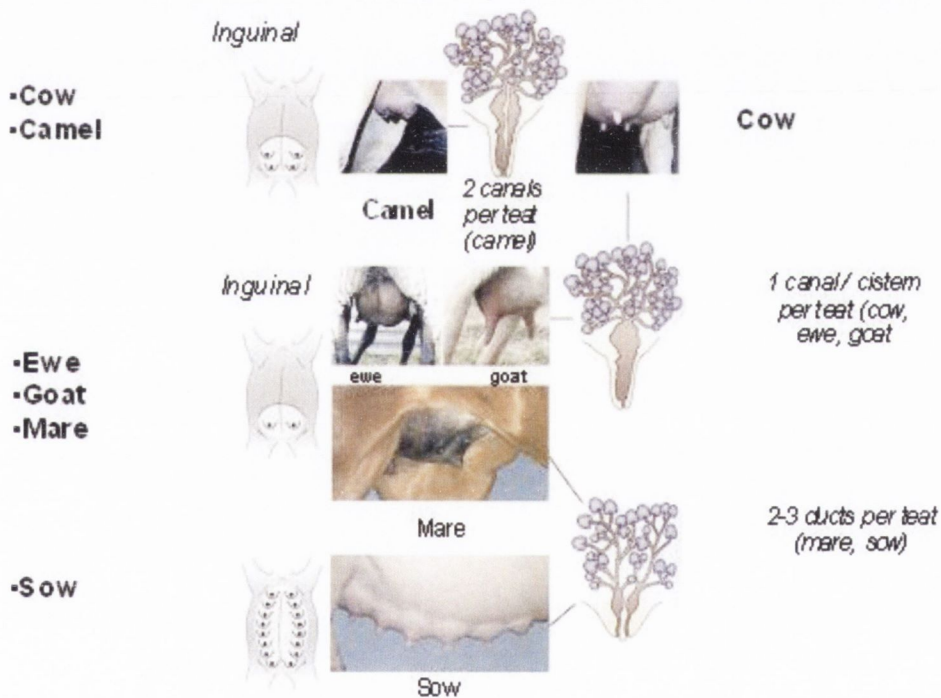 Inguinal
▪Cow
▪Camel
Cow
Camel
2 canals
per teat
(camel)
Inguinal
1 canal / cistern
per teat (cow,
ewe, goat
▪Ewe
▪Goat
▪Mare
ewe
goat
Mare
2-3 ducts per teat
(mare, sow)
▪Sow
Sow